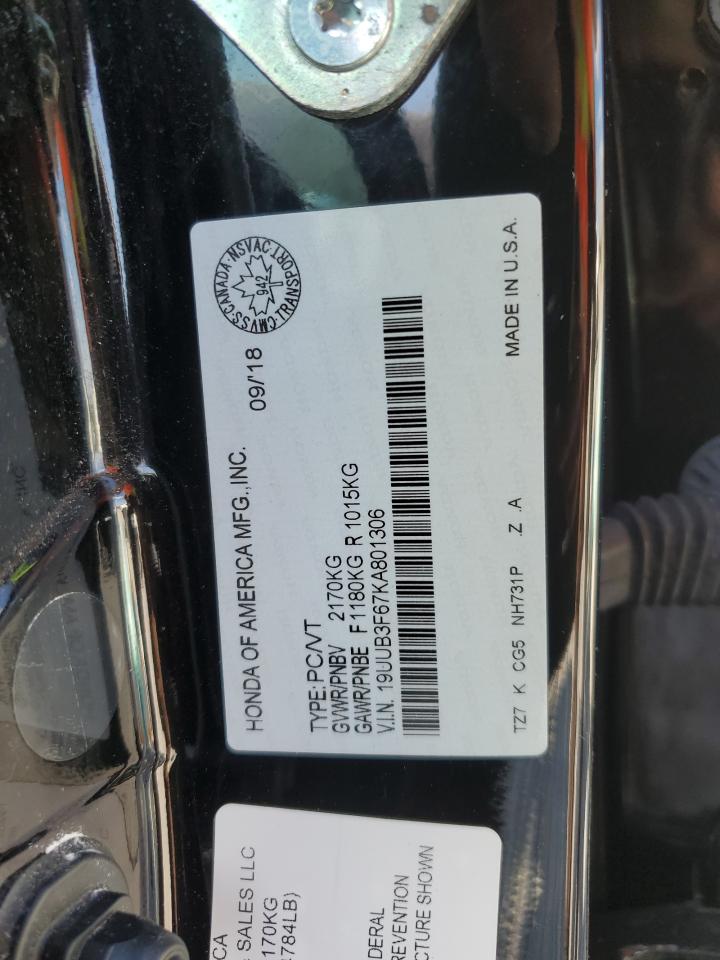 CMVSS·CANADA·NSVAC·TRANSPORT·
942
HONDA OF AMERICA MFG.,INC. 09/'18
TYPE: PC/VT
GVWR/PNBV 2170KG
GAWR/PNBE F 1180KG R 1015KG
V.I.N. 19UUB3F67KA801306
TZ7 K CG5 NH731P .Z .A MADE IN U.S.A.
CA
SALES LLC
170KG
784LB)
DERAL
REVENTION
CTURE SHOWN